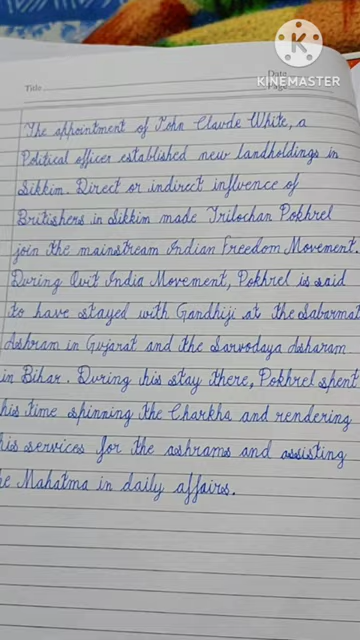 KINEMASTER
Date
Title
Page
The appointment of John Claude White, a
Political officer established new landholdings in
Sikkim. Direct or indirect influence of
Britishers in Sikkim made Trilochan Pokhrel
join the mainstream Indian Freedom Movement.
During Quit India Movement, Pokhrel is said
to have stayed with Gandhiji at the Sabarmat
Ashram in Gujarat and the Sarvodaya Asharam
in Bihar. During his stay there, Pokhrel spent
his time spinning the Charkha and rendering
his services for the ashrams and assisting
he Mahatma in daily affairs.